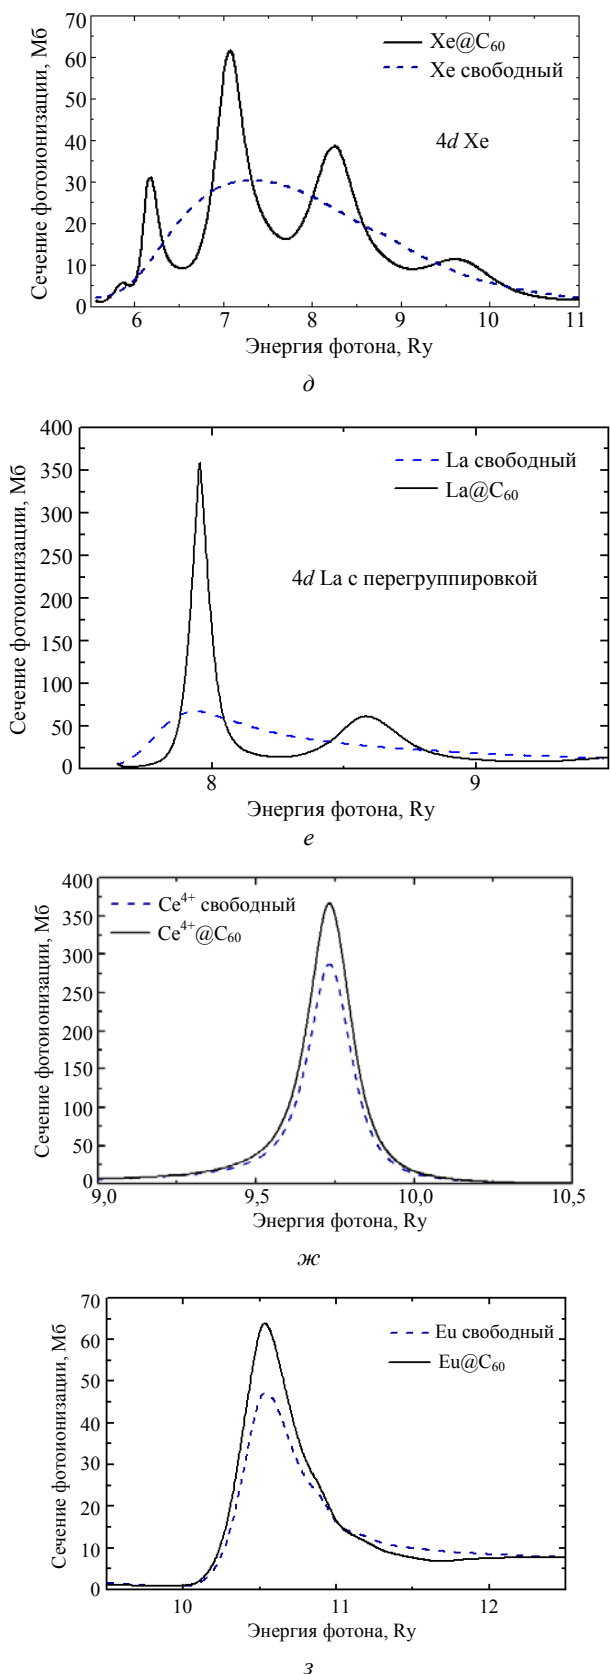 Сечение фотоионизации, Мб
70
60
50
40
30
20
10
0
Xe@C60
Xe свободный
4d Xe
6 7 8 9 10 11
Энергия фотона, Ry
д
Сечение фотоионизации, Мб
400
350
300
250
200
150
100
50
0
La свободный
La@C60
4d La с перегруппировкой
8 9
Энергия фотона, Ry
е
Сечение фотоионизации, Мб
400
350
300
250
200
150
100
50
0
Ce4+ свободный
Ce4+@C60
9,0 9,5 10,0 10,5
Энергия фотона, Ry
ж
Сечение фотоионизации, Мб
70
60
50
40
30
20
10
0
Eu свободный
Eu@C60
10 11 12
Энергия фотона, Ry
з